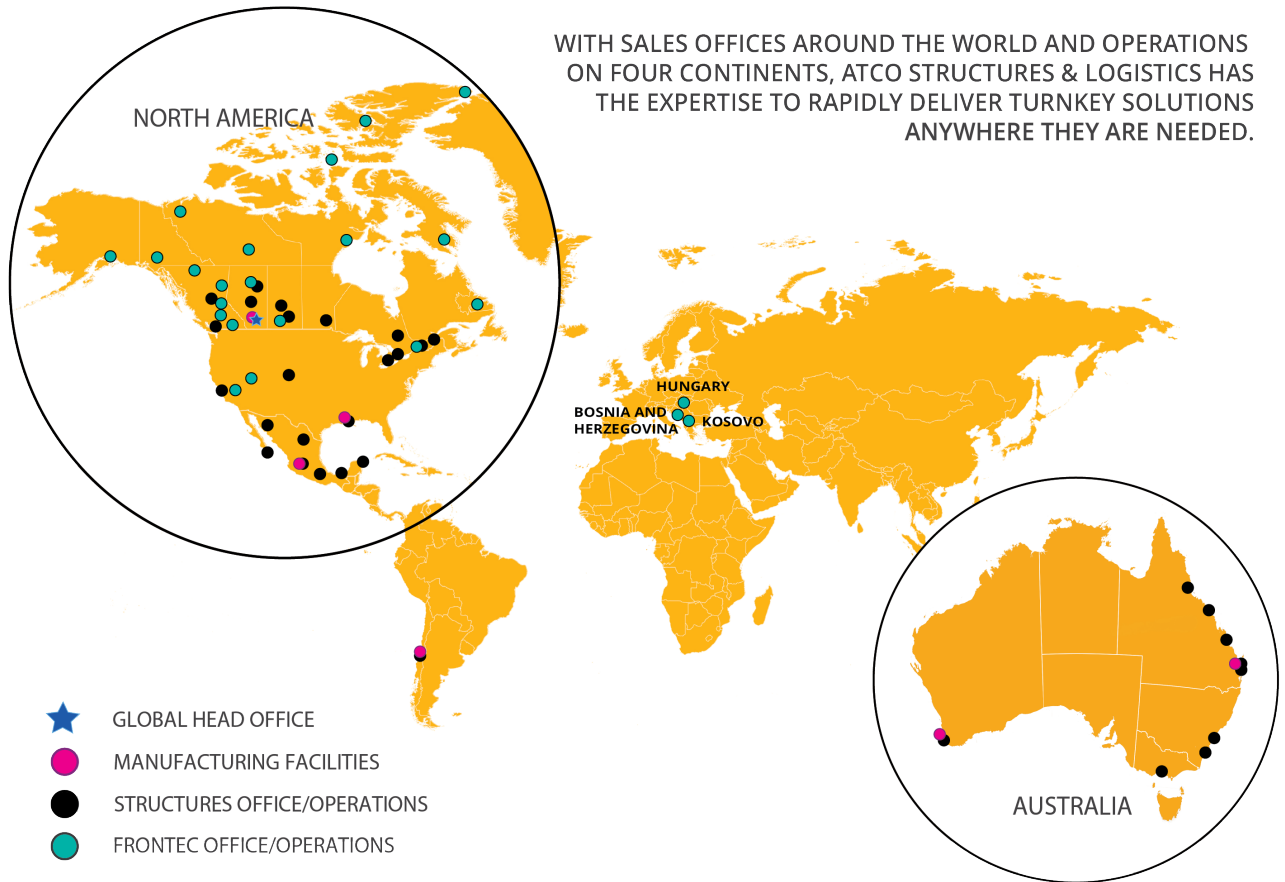 WITH SALES OFFICES AROUND THE WORLD AND OPERATIONS
ON FOUR CONTINENTS, ATCO STRUCTURES & LOGISTICS HAS
THE EXPERTISE TO RAPIDLY DELIVER TURNKEY SOLUTIONS
ANYWHERE THEY ARE NEEDED.
NORTH AMERICA
HUNGARY
BOSNIA AND
HERZEGOVINA
KOSOVO
AUSTRALIA
GLOBAL HEAD OFFICE
MANUFACTURING FACILITIES
STRUCTURES OFFICE/OPERATIONS
FRONTEC OFFICE/OPERATIONS